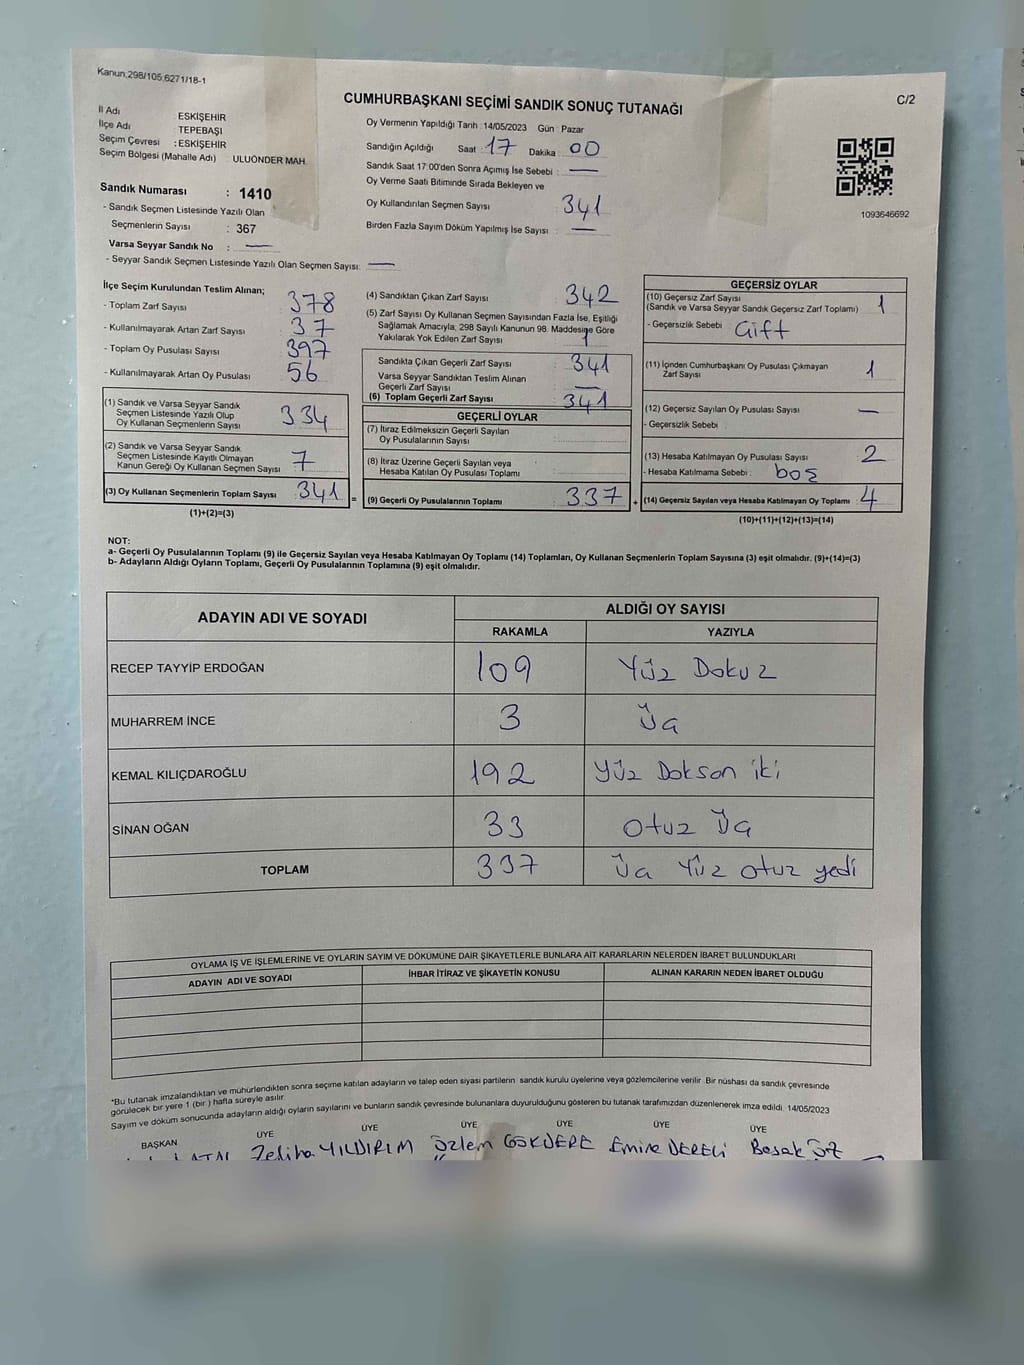 Kanun:298/105,6271/18-1
CUMHURBAŞKANI SEÇİMİ SANDIK SONUÇ TUTANAĞI
C/2
İl Adı ESKİŞEHİR
İlçe Adı TEPEBAŞI
Seçim Çevresi : ESKİŞEHİR
Seçim Bölgesi (Mahalle Adı) : ULUÖNDER MAH.
Sandık Numarası : 1410
- Sandık Seçmen Listesinde Yazılı Olan
Seçmenlerin Sayısı : 367
Varsa Seyyar Sandık No : —
- Seyyar Sandık Seçmen Listesinde Yazılı Olan Seçmen Sayısı: —
Oy Vermenin Yapıldığı Tarih :14/05/2023 Gün Pazar
Sandığın Açıldığı Saat : 17 Dakika : 00
Sandık Saat 17:00'den Sonra Açımış İse Sebebi : —
Oy Verme Saati Bitiminde Sırada Bekleyen ve
Oy Kullandırılan Seçmen Sayısı 341
Birden Fazla Sayım Döküm Yapılmış İse Sayısı : —
1093646692
İlçe Seçim Kurulundan Teslim Alınan;
- Toplam Zarf Sayısı 378
- Kullanılmayarak Artan Zarf Sayısı 37
- Toplam Oy Pusulası Sayısı 397
- Kullanılmayarak Artan Oy Pusulası 56
(1) Sandık ve Varsa Seyyar Sandık
Seçmen Listesinde Yazılı Olup
Oy Kullanan Seçmenlerin Sayısı 334
(2) Sandık ve Varsa Seyyar Sandık
Seçmen Listesinde Kayıtlı Olmayan
Kanun Gereği Oy Kullanan Seçmen Sayısı 7
(3) Oy Kullanan Seçmenlerin Toplam Sayısı : 341
(1)+(2)=(3)
=
(4) Sandıktan Çıkan Zarf Sayısı 342
(5) Zarf Sayısı Oy Kullanan Seçmen Sayısından Fazla İse, Eşitliği
Sağlamak Amacıyla, 298 Sayılı Kanunun 98. Maddesine Göre
Yakılarak Yok Edilen Zarf Sayısı 1
Sandıkta Çıkan Geçerli Zarf Sayısı 341
Varsa Seyyar Sandıktan Teslim Alınan
Geçerli Zarf Sayısı —
(6) Toplam Geçerli Zarf Sayısı 341
GEÇERLİ OYLAR
(7) İtiraz Edilmeksizin Geçerli Sayılan
Oy Pusulalarının Sayısı
(8) İtiraz Üzerine Geçerli Sayılan veya
Hesaba Katılan Oy Pusulası Toplamı
(9) Geçerli Oy Pusulalarının Toplamı : 337
+
GEÇERSİZ OYLAR
(10) Geçersiz Zarf Sayısı
(Sandık ve Varsa Seyyar Sandık Geçersiz Zarf Toplamı) 1
- Geçersizlik Sebebi : Çift
(11) İçinden Cumhurbaşkanı Oy Pusulası Çıkmayan
Zarf Sayısı 1
(12) Geçersiz Sayılan Oy Pusulası Sayısı —
- Geçersizlik Sebebi
(13) Hesaba Katılmayan Oy Pusulası Sayısı 2
- Hesaba Katılmama Sebebi : boş
(14) Geçersiz Sayılan veya Hesaba Katılmayan Oy Toplamı : 4
(10)+(11)+(12)+(13)=(14)
NOT:
a- Geçerli Oy Pusulalarının Toplamı (9) ile Geçersiz Sayılan veya Hesaba Katılmayan Oy Toplamı (14) Toplamları, Oy Kullanan Seçmenlerin Toplam Sayısına (3) eşit olmalıdır. (9)+(14)=(3)
b- Adayların Aldığı Oyların Toplamı, Geçerli Oy Pusulalarının Toplamına (9) eşit olmalıdır.
ADAYIN ADI VE SOYADI ALDIĞI OY SAYISI
RAKAMLA YAZIYLA
RECEP TAYYİP ERDOĞAN 109 Yüz Dokuz
MUHARREM İNCE 3 Üç
KEMAL KILIÇDAROĞLU 192 Yüz Dokson iki
SİNAN OĞAN 33 Otuz Üç
TOPLAM 337 Üç Yüz otuz yedi
OYLAMA İŞ VE İŞLEMLERİNE VE OYLARIN SAYIM VE DÖKÜMÜNE DAİR ŞİKAYETLERLE BUNLARA AİT KARARLARIN NELERDEN İBARET BULUNDUKLARI
ADAYIN ADI VE SOYADI İHBAR İTİRAZ VE ŞİKAYETİN KONUSU ALINAN KARARIN NEDEN İBARET OLDUĞU
*Bu tutanak imzalandıktan ve mühürlendikten sonra seçime katılan adayların ve talep eden siyasi partilerin sandık kurulu üyelerine veya gözlemcilerine verilir. Bir nüshası da sandık çevresinde
görülecek bir yere 1 (bir ) hafta süreyle asılır.
Sayım ve döküm sonucunda adayların aldığı oyların sayılarını ve bunların sandık çevresinde bulunanlara duyurulduğunu gösteren bu tutanak tarafımızdan düzenlenerek imza edildi. 14/05/2023
BAŞKAN ÜYE ÜYE ÜYE ÜYE ÜYE ÜYE
Zeliha YILDIRIM Özlem GÖKDERE Emine DERELİ Başak ÖZ